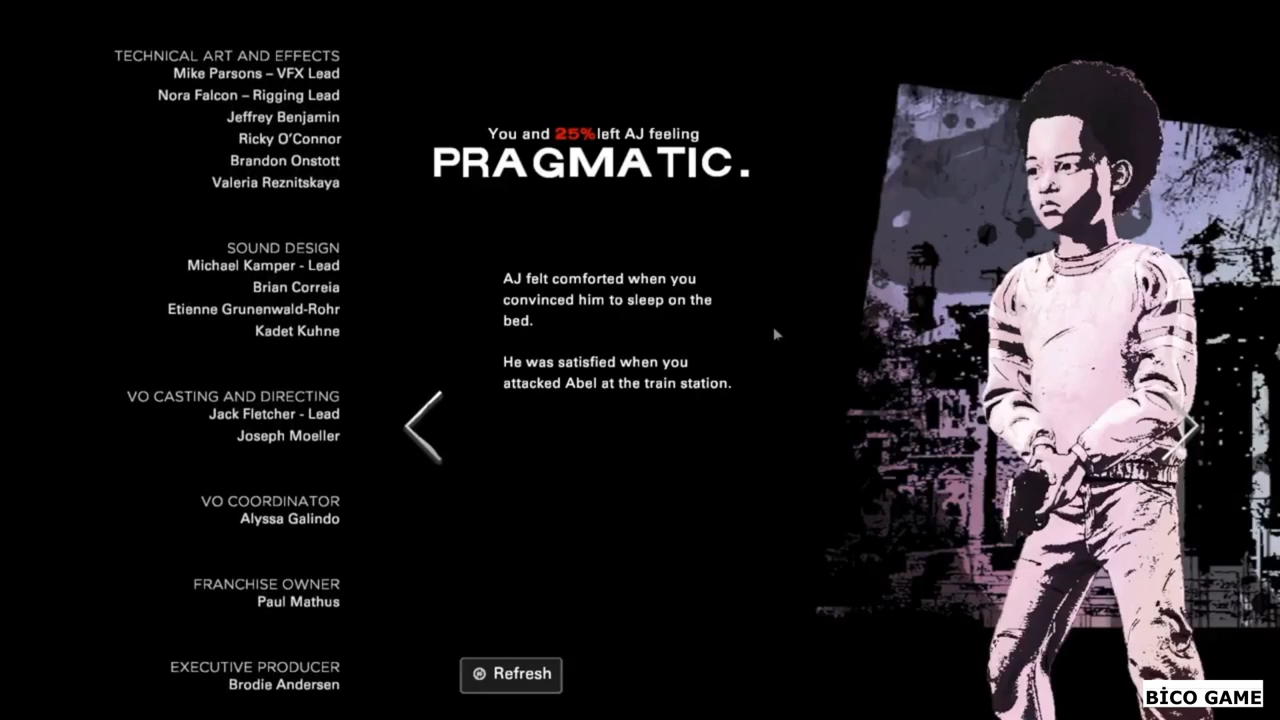 TECHNICAL ART AND EFFECTS
Mike Parsons – VFX Lead
Nora Falcon – Rigging Lead
Jeffrey Benjamin
Ricky O'Connor
Brandon Onstott
Valeria Reznitskaya
SOUND DESIGN
Michael Kamper - Lead
Brian Correia
Etienne Grunenwald-Rohr
Kadet Kuhne
VO CASTING AND DIRECTING
Jack Fletcher - Lead
Joseph Moeller
VO COORDINATOR
Alyssa Galindo
FRANCHISE OWNER
Paul Mathus
EXECUTIVE PRODUCER
Brodie Andersen
You and 25% left AJ feeling
PRAGMATIC.
AJ felt comforted when you
convinced him to sleep on the
bed.
He was satisfied when you
attacked Abel at the train station.
Refresh
BİCO GAME